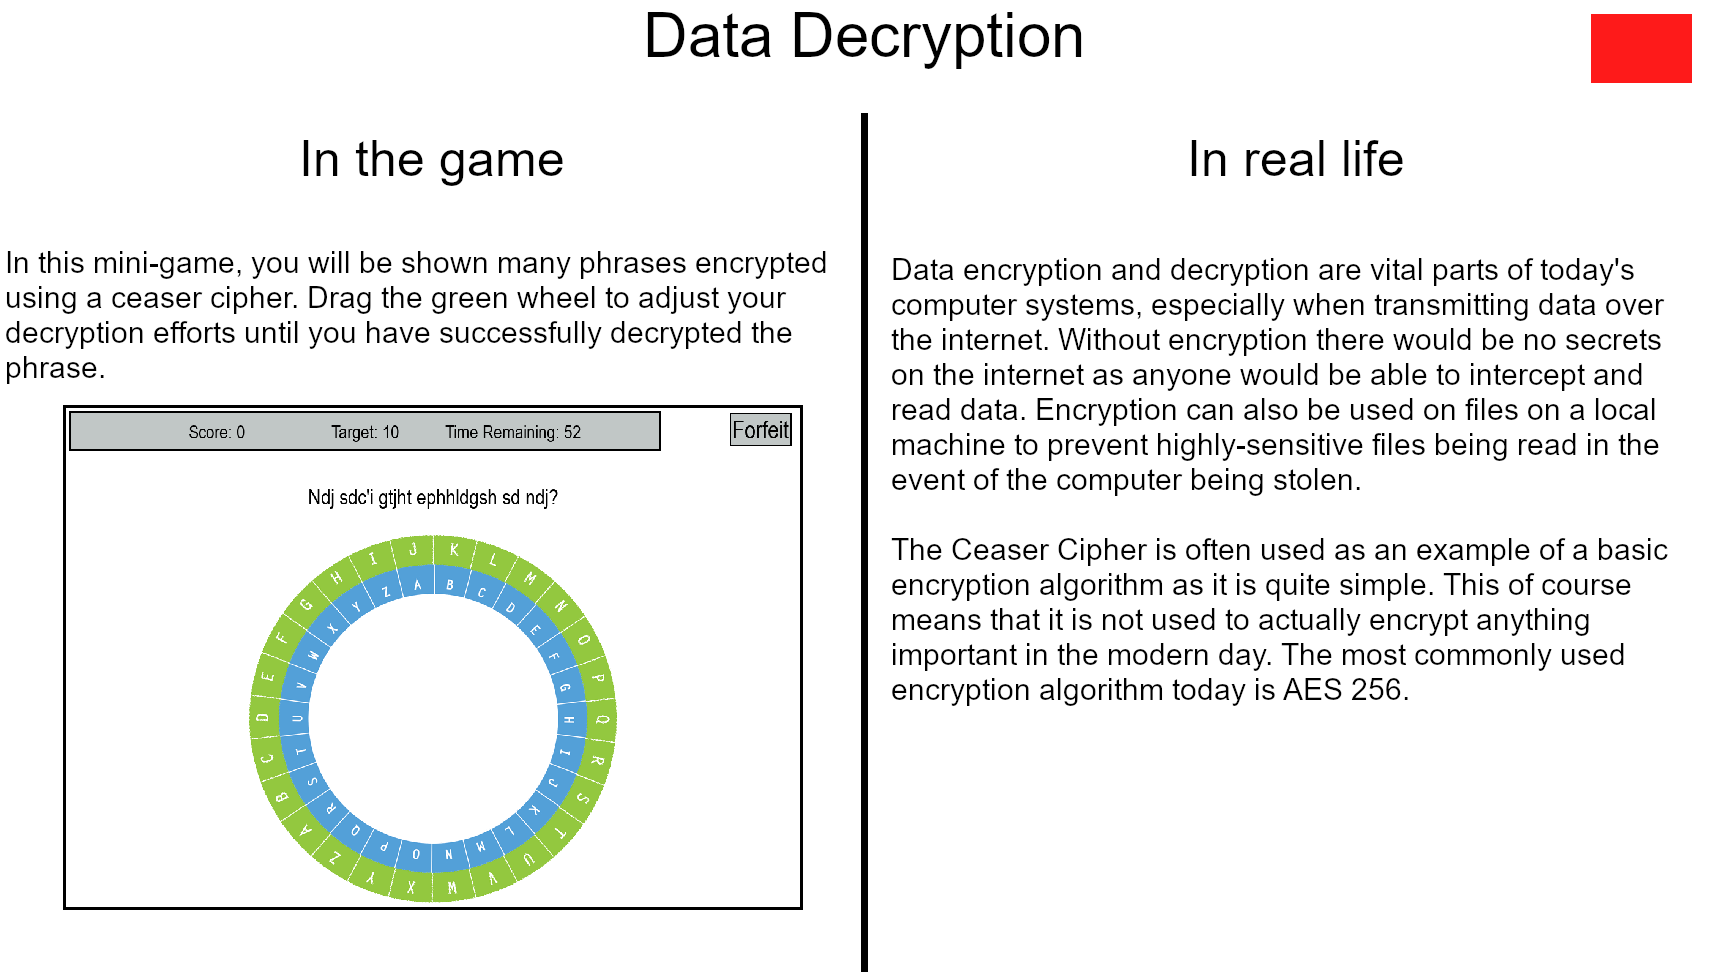 Data Decryption
In the game
In this mini-game, you will be shown many phrases encrypted
using a ceaser cipher. Drag the green wheel to adjust your
decryption efforts until you have successfully decrypted the
phrase.
Score: 0 Target: 10 Time Remaining: 52
Forfeit
Ndj sdc'i gtjht ephhldgsh sd ndj?
J K L M N O P Q R S T U V W X Y Z A B C D E F G H I
A B C D E F G H I J K L M N O P Q R S T U V W X Y Z
In real life
Data encryption and decryption are vital parts of today's
computer systems, especially when transmitting data over
the internet. Without encryption there would be no secrets
on the internet as anyone would be able to intercept and
read data. Encryption can also be used on files on a local
machine to prevent highly-sensitive files being read in the
event of the computer being stolen.
The Ceaser Cipher is often used as an example of a basic
encryption algorithm as it is quite simple. This of course
means that it is not used to actually encrypt anything
important in the modern day. The most commonly used
encryption algorithm today is AES 256.